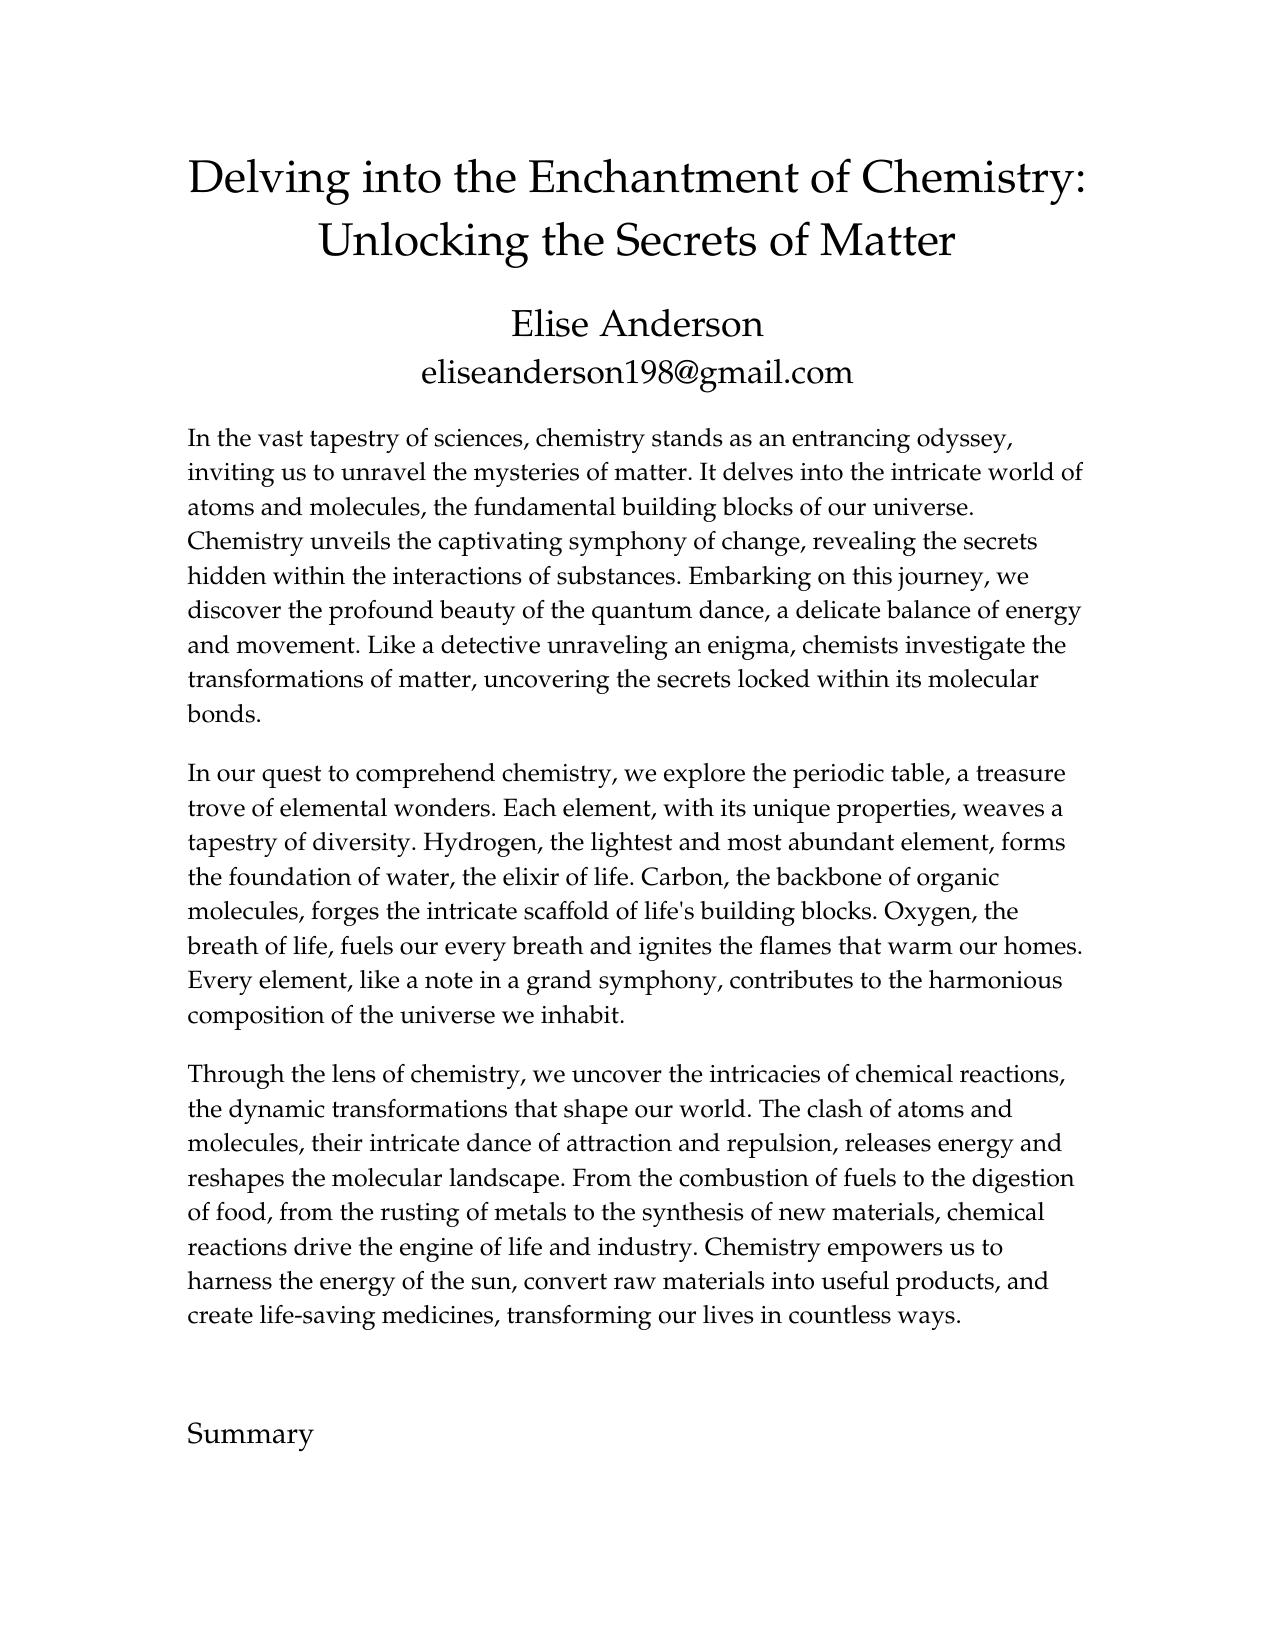 Delving into the Enchantment of Chemistry:
Unlocking the Secrets of Matter
Elise Anderson
eliseanderson198@gmail.com
In the vast tapestry of sciences, chemistry stands as an entrancing odyssey,
inviting us to unravel the mysteries of matter. It delves into the intricate world of
atoms and molecules, the fundamental building blocks of our universe.
Chemistry unveils the captivating symphony of change, revealing the secrets
hidden within the interactions of substances. Embarking on this journey, we
discover the profound beauty of the quantum dance, a delicate balance of energy
and movement. Like a detective unraveling an enigma, chemists investigate the
transformations of matter, uncovering the secrets locked within its molecular
bonds.
In our quest to comprehend chemistry, we explore the periodic table, a treasure
trove of elemental wonders. Each element, with its unique properties, weaves a
tapestry of diversity. Hydrogen, the lightest and most abundant element, forms
the foundation of water, the elixir of life. Carbon, the backbone of organic
molecules, forges the intricate scaffold of life's building blocks. Oxygen, the
breath of life, fuels our every breath and ignites the flames that warm our homes.
Every element, like a note in a grand symphony, contributes to the harmonious
composition of the universe we inhabit.
Through the lens of chemistry, we uncover the intricacies of chemical reactions,
the dynamic transformations that shape our world. The clash of atoms and
molecules, their intricate dance of attraction and repulsion, releases energy and
reshapes the molecular landscape. From the combustion of fuels to the digestion
of food, from the rusting of metals to the synthesis of new materials, chemical
reactions drive the engine of life and industry. Chemistry empowers us to
harness the energy of the sun, convert raw materials into useful products, and
create life-saving medicines, transforming our lives in countless ways.
Summary